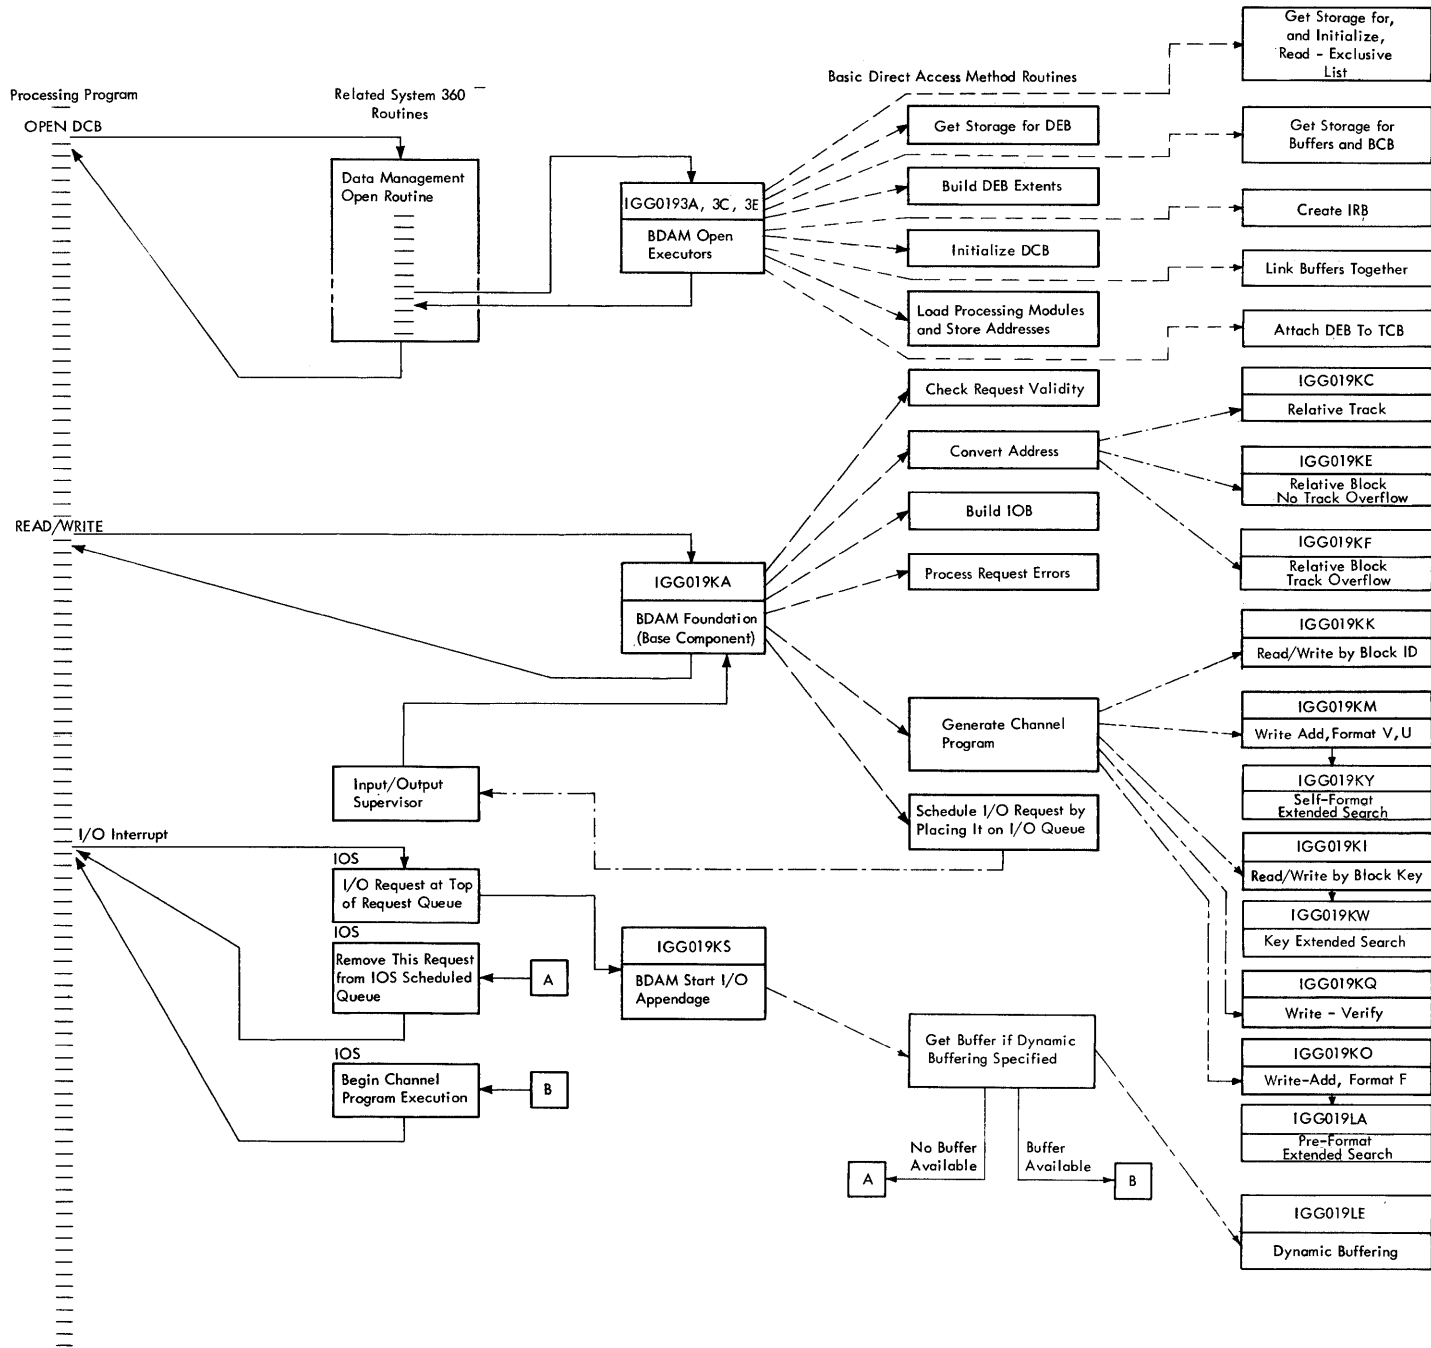 Processing Program
OPEN DCB
READ/WRITE
I/O Interrupt
Related System 360
Routines
Data Management
Open Routine
Input/Output
Supervisor
IOS
I/O Request at Top
of Request Queue
IOS
Remove This Request
from IOS Scheduled
Queue
A
IOS
Begin Channel
Program Execution
B
IGG0193A, 3C, 3E
BDAM Open
Executors
IGG019KA
BDAM Foundation
(Base Component)
IGG019KS
BDAM Start I/O
Appendage
Basic Direct Access Method Routines
Get Storage for DEB
Build DEB Extents
Initialize DCB
Load Processing Modules
and Store Addresses
Check Request Validity
Convert Address
Build IOB
Process Request Errors
Generate Channel
Program
Schedule I/O Request by
Placing It on I/O Queue
Get Buffer if Dynamic
Buffering Specified
No Buffer
Available
Buffer
Available
A
B
Get Storage for,
and Initialize,
Read - Exclusive
List
Get Storage for
Buffers and BCB
Create IRB
Link Buffers Together
Attach DEB To TCB
IGG019KC
Relative Track
IGG019KE
Relative Block
No Track Overflow
IGG019KF
Relative Block
Track Overflow
IGG019KK
Read/Write by Block ID
IGG019KM
Write Add, Format V, U
IGG019KY
Self-Format
Extended Search
IGG019KI
Read/Write by Block Key
IGG019KW
Key Extended Search
IGG019KQ
Write - Verify
IGG019KO
Write-Add, Format F
IGG019LA
Pre-Format
Extended Search
IGG019LE
Dynamic Buffering